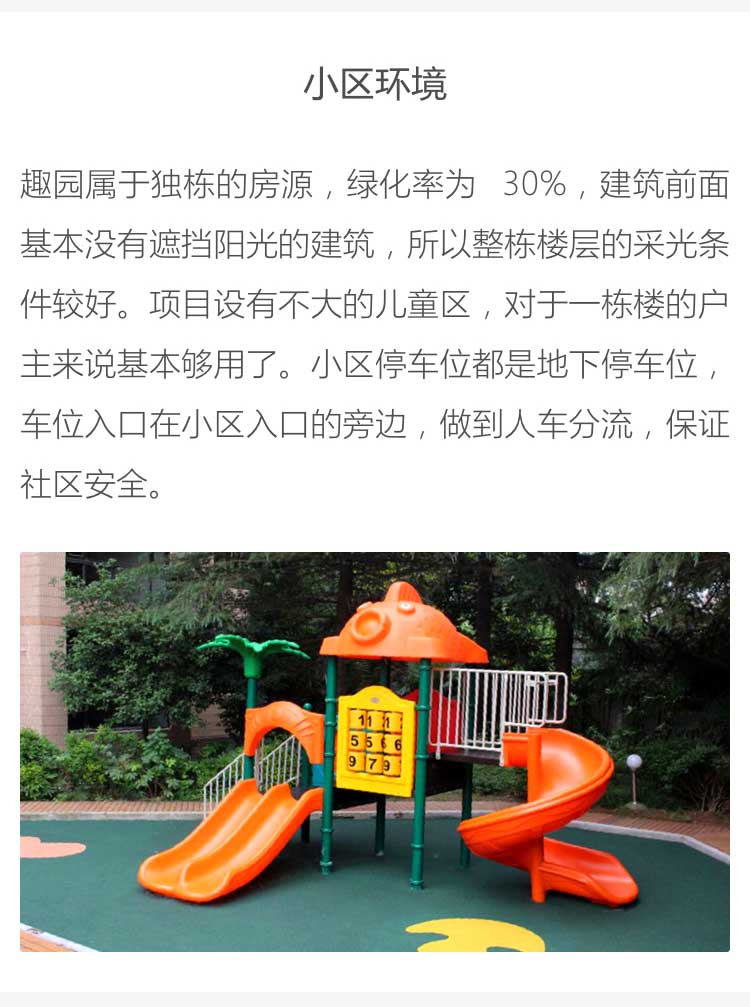 小区环境
趣园属于独栋的房源，绿化率为 30%，建筑前面
基本没有遮挡阳光的建筑，所以整栋楼层的采光条
件较好。项目设有不大的儿童区，对于一栋楼的户
主来说基本够用了。小区停车位都是地下停车位，
车位入口在小区入口的旁边，做到人车分流，保证
社区安全。
5 5 6 6
9 7 9